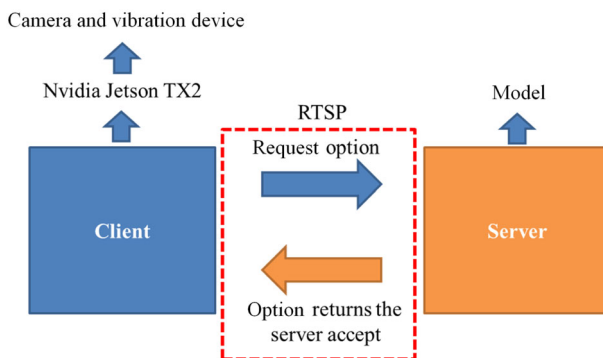 Camera and vibration device
Nvidia Jetson TX2
RTSP
Model
Request option
Client
Server
Option returns the
server accept